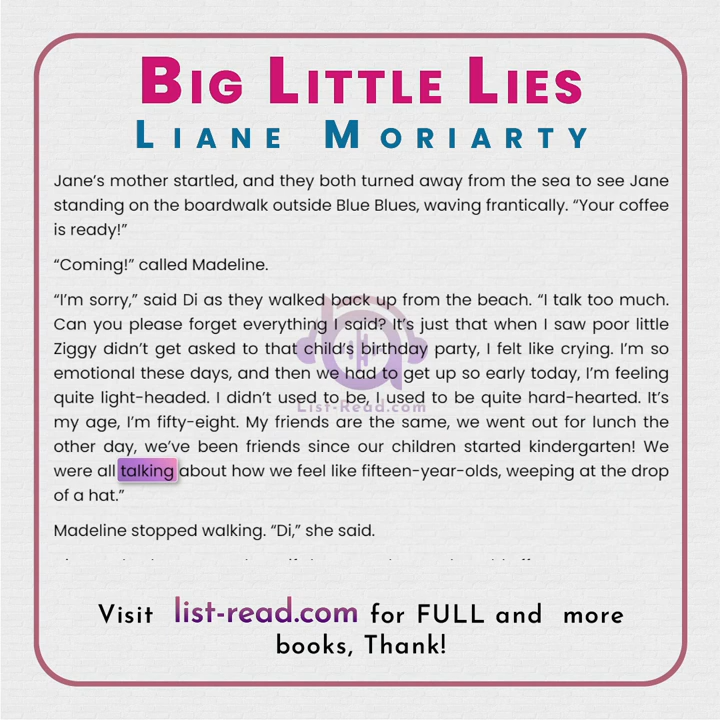 BIG LITTLE LIES
LIANE MORIARTY
Jane’s mother startled, and they both turned away from the sea to see Jane
standing on the boardwalk outside Blue Blues, waving frantically. “Your coffee
is ready!”
“Coming!” called Madeline.
“I’m sorry,” said Di as they walked back up from the beach. “I talk too much.
Can you please forget everything I said? It’s just that when I saw poor little
Ziggy didn’t get asked to that child’s birthday party, I felt like crying. I’m so
emotional these days, and then we had to get up so early today, I’m feeling
quite light-headed. I didn’t used to be, I used to be quite hard-hearted. It’s
List-Read.com
my age, I’m fifty-eight. My friends are the same, we went out for lunch the
other day, we’ve been friends since our children started kindergarten! We
were all talking about how we feel like fifteen-year-olds, weeping at the drop
of a hat.”
Madeline stopped walking. “Di,” she said.
Visit list-read.com for FULL and more
books, Thank!